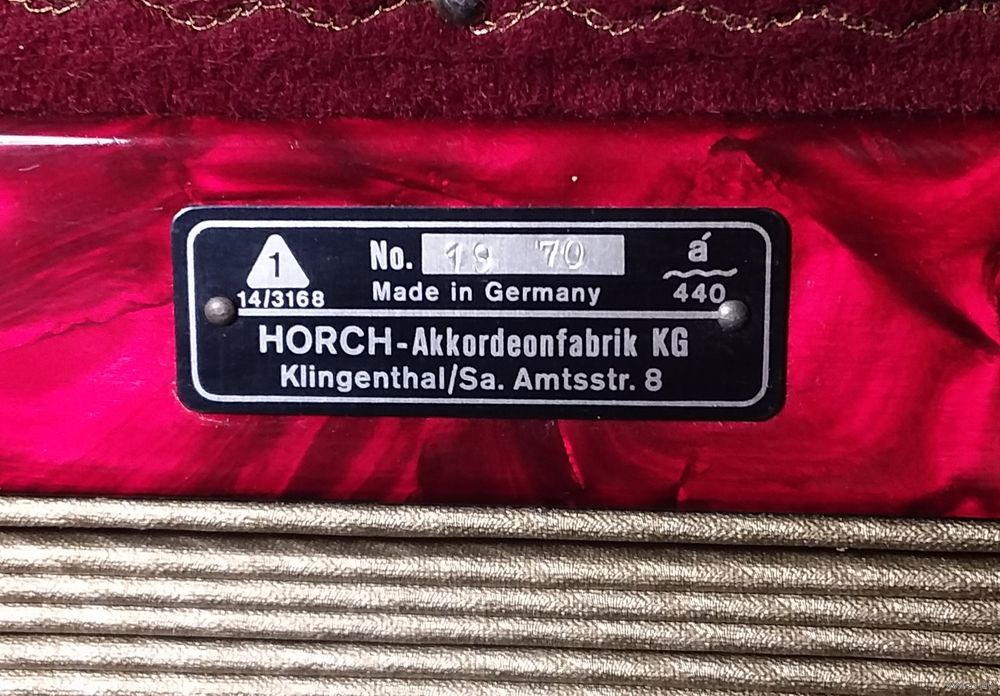 1
14/3168
No. 19 70
Made in Germany
á
440
HORCH-Akkordeonfabrik KG
Klingenthal/Sa. Amtsstr. 8